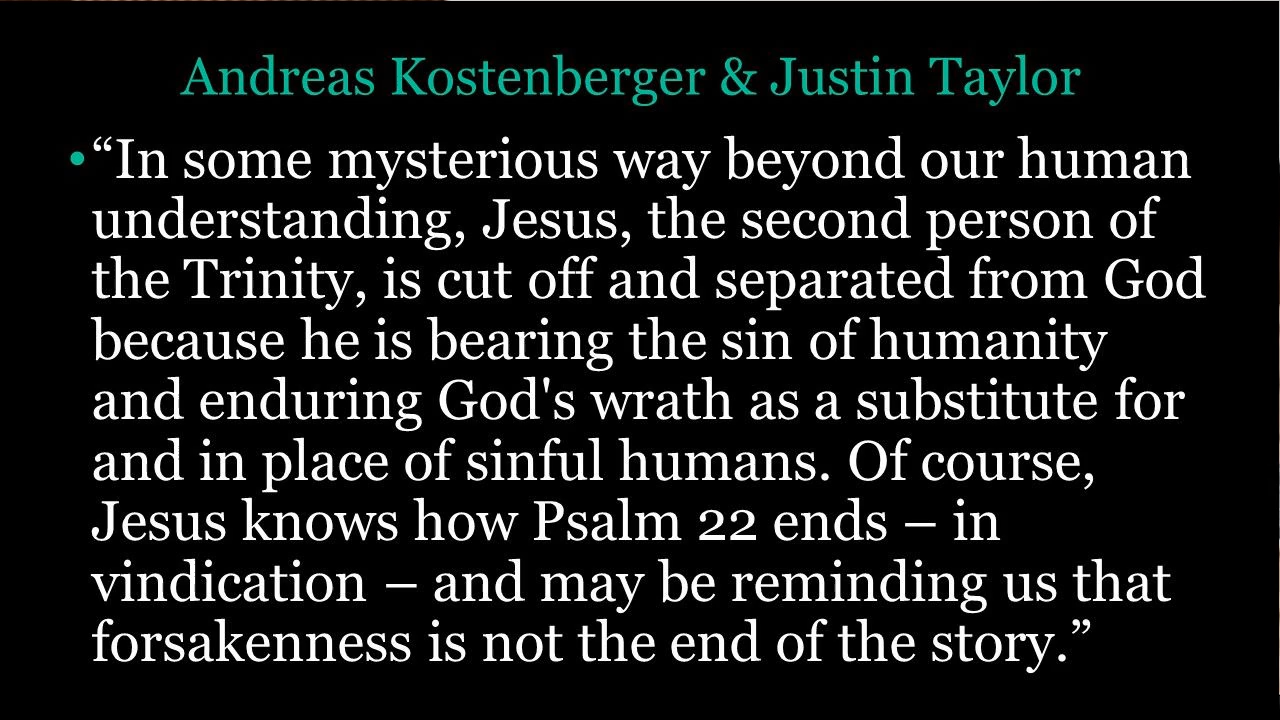 Andreas Kostenberger & Justin Taylor
•“In some mysterious way beyond our human
understanding, Jesus, the second person of
the Trinity, is cut off and separated from God
because he is bearing the sin of humanity
and enduring God's wrath as a substitute for
and in place of sinful humans. Of course,
Jesus knows how Psalm 22 ends – in
vindication – and may be reminding us that
forsakenness is not the end of the story.”